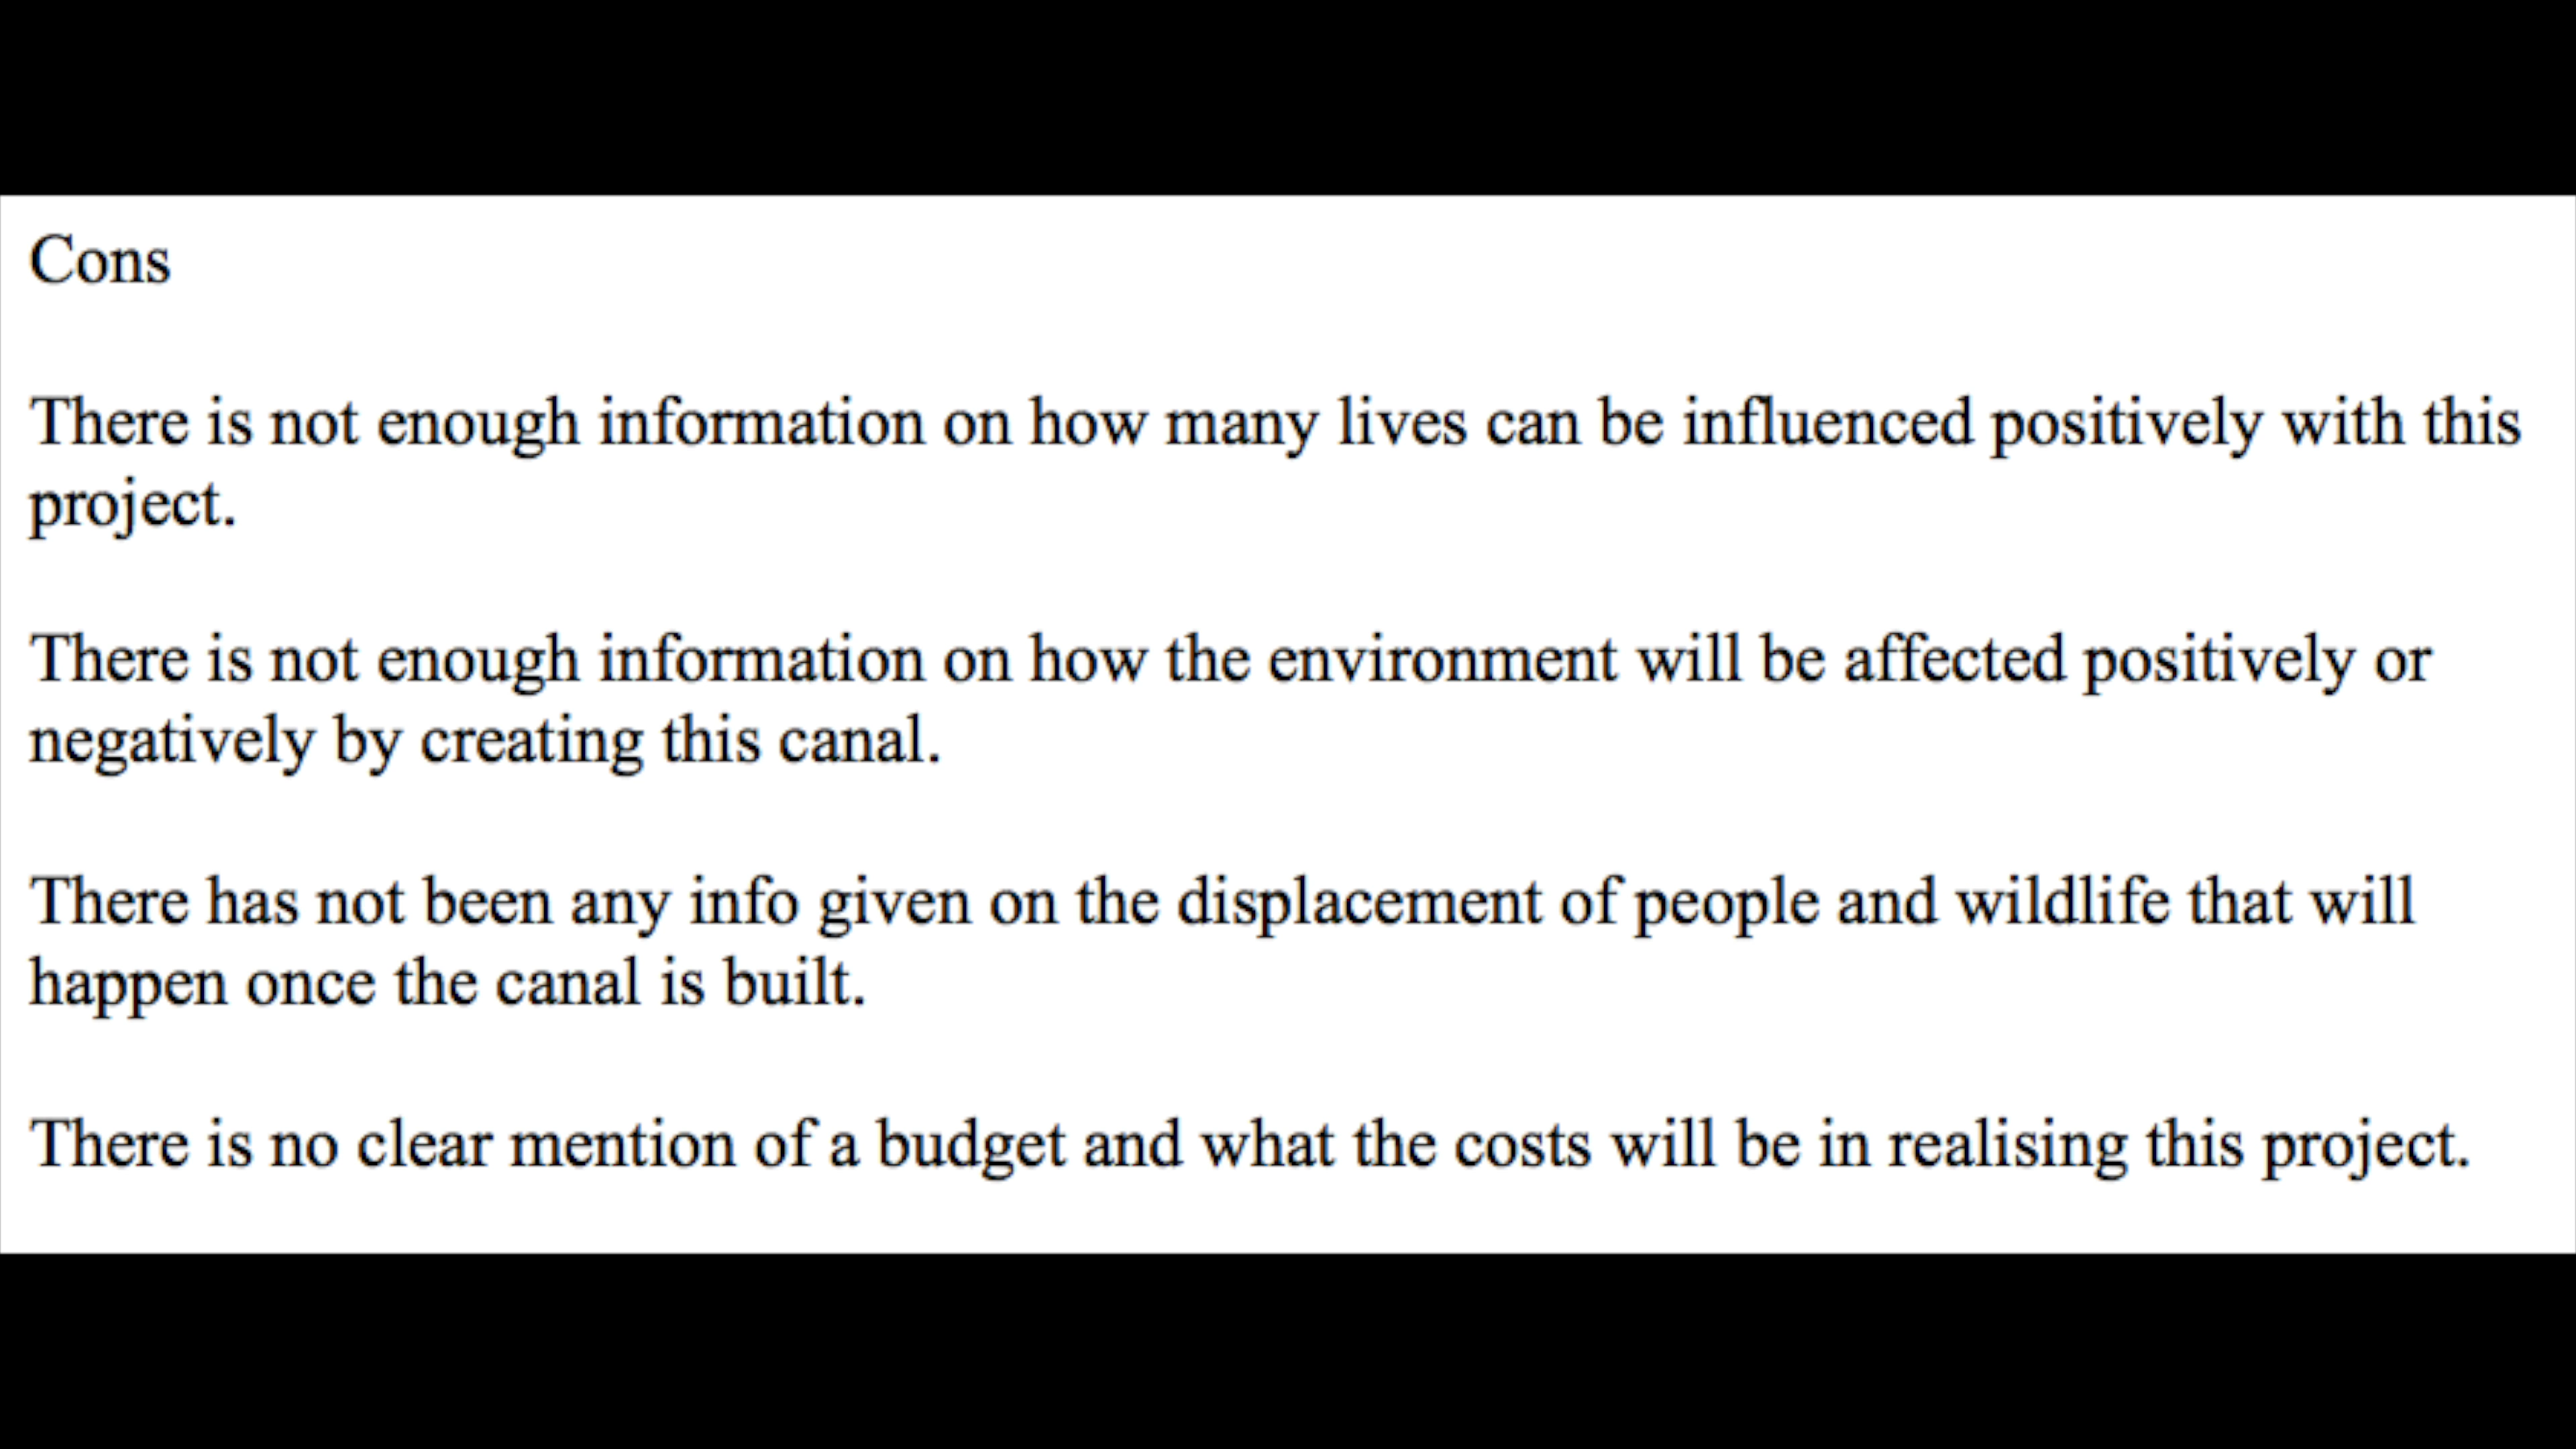 Cons
There is not enough information on how many lives can be influenced positively with this
project.
There is not enough information on how the environment will be affected positively or
negatively by creating this canal.
There has not been any info given on the displacement of people and wildlife that will
happen once the canal is built.
There is no clear mention of a budget and what the costs will be in realising this project.